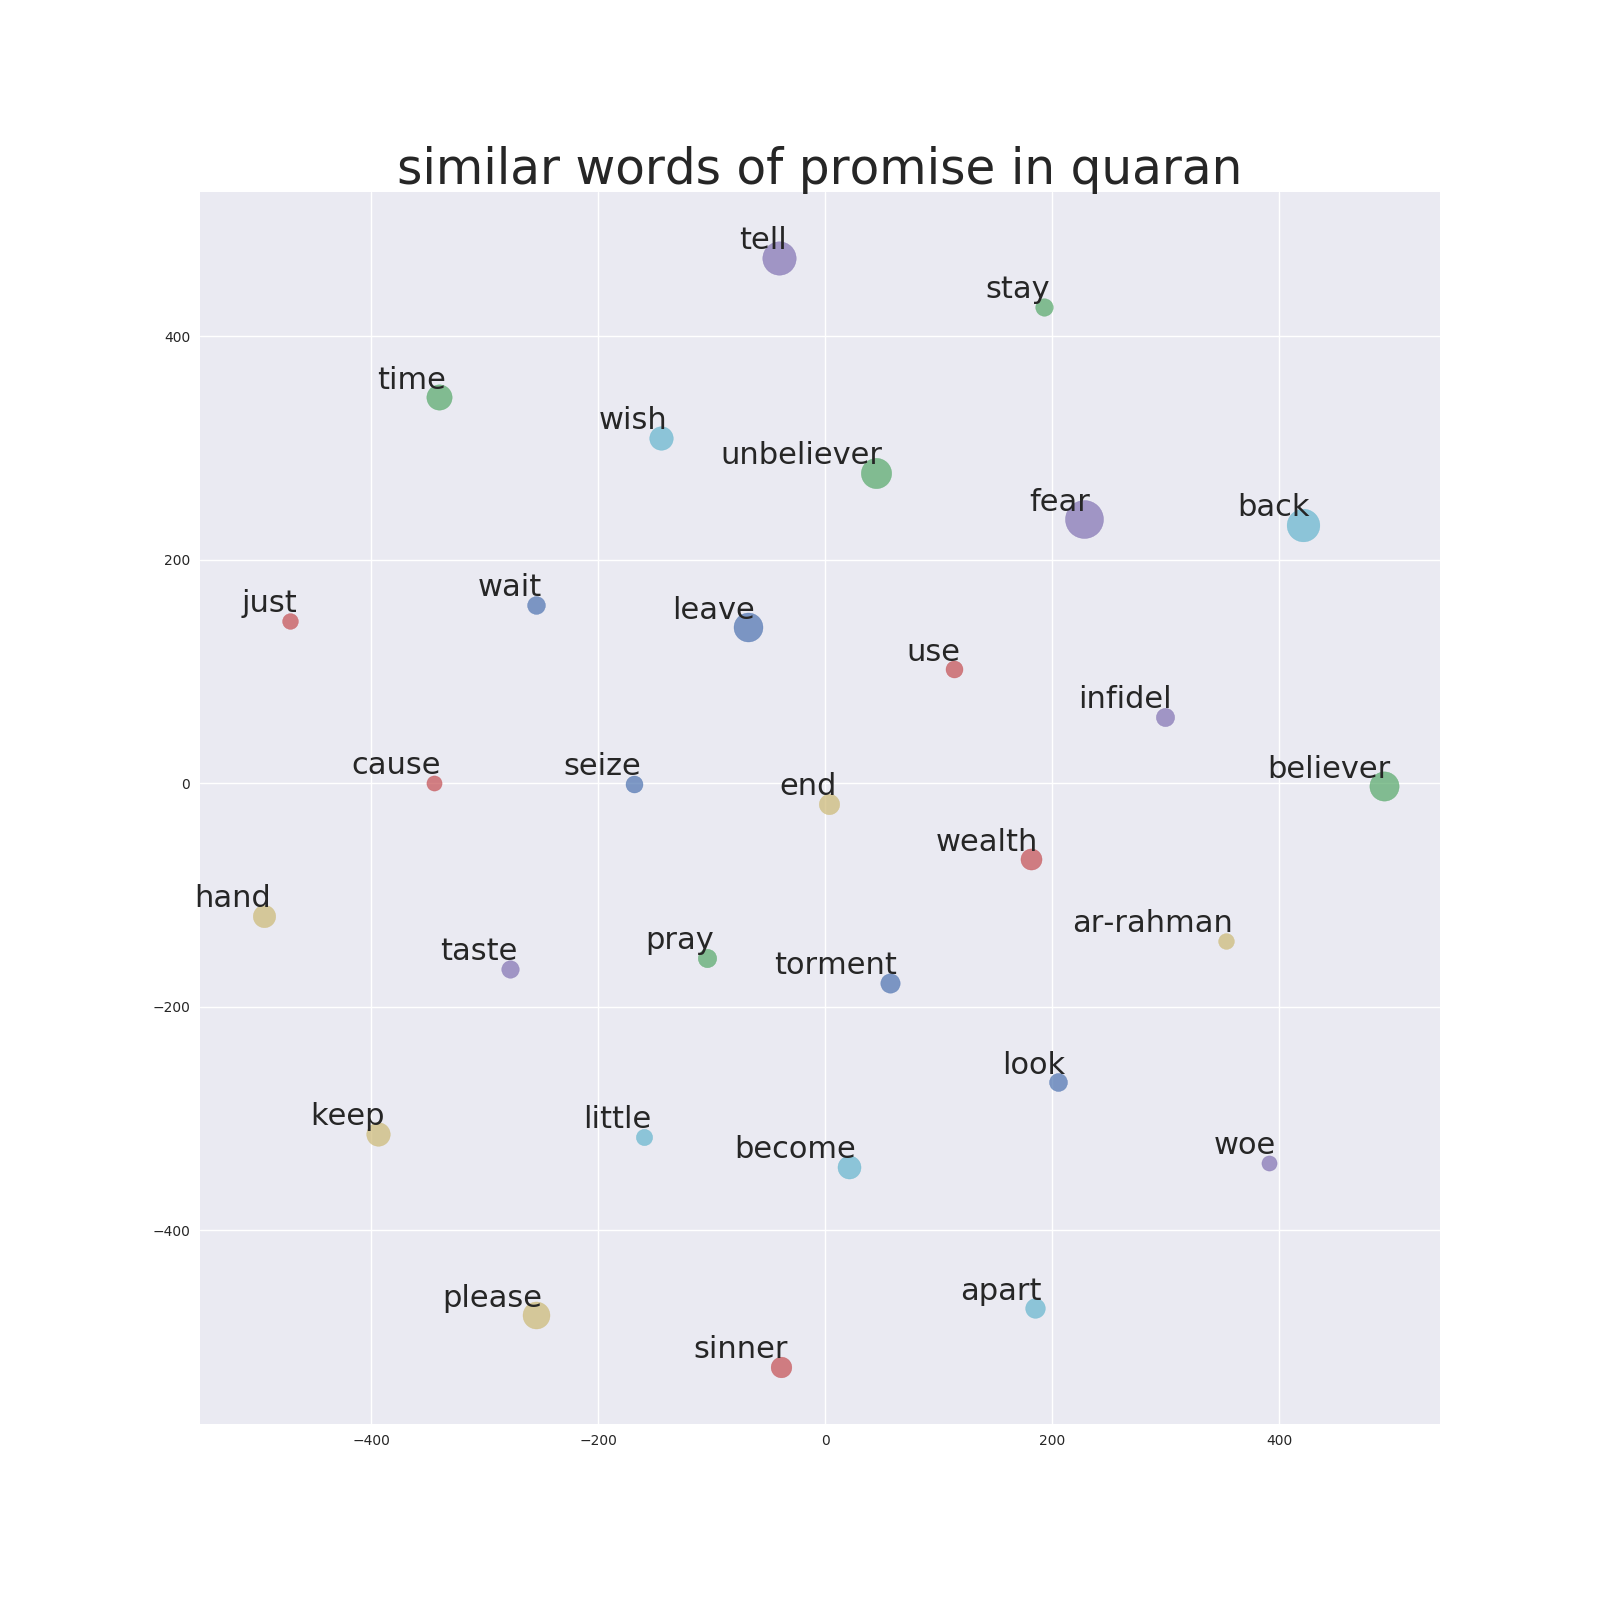 similar words of promise in quaran
tell
stay
400
time
wish
unbeliever
fear
back
200
wait
just
leave
use
infidel
cause
seize
believer
0
end
wealth
hand
ar-rahman
pray
taste
torment
−200
look
keep
little
woe
become
−400
apart
please
sinner
−400
−200
0
200
400